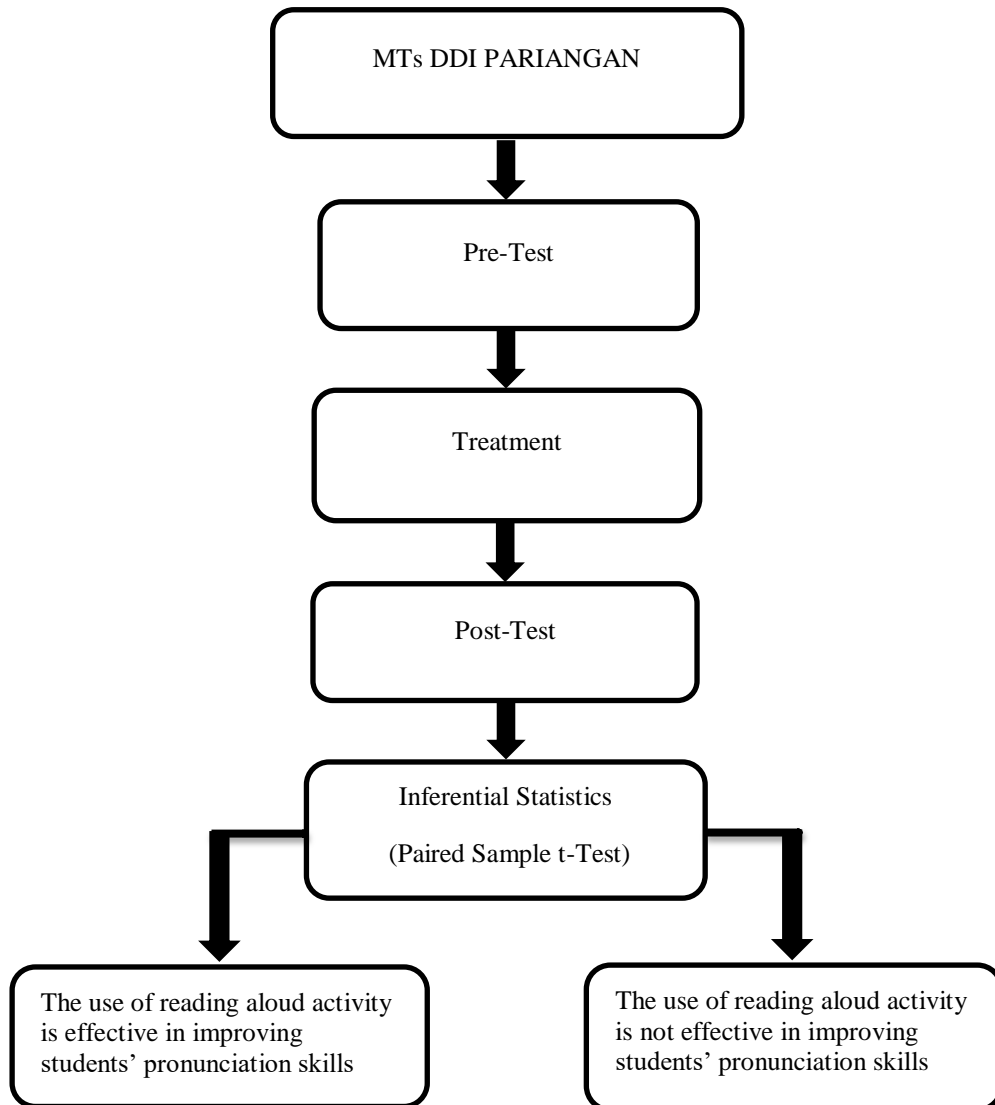 MTs DDI PARIANGAN
Pre-Test
Treatment
Post-Test
Inferential Statistics
(Paired Sample t-Test)
The use of reading aloud activity
is effective in improving
students’ pronunciation skills
The use of reading aloud activity
is not effective in improving
students’ pronunciation skills